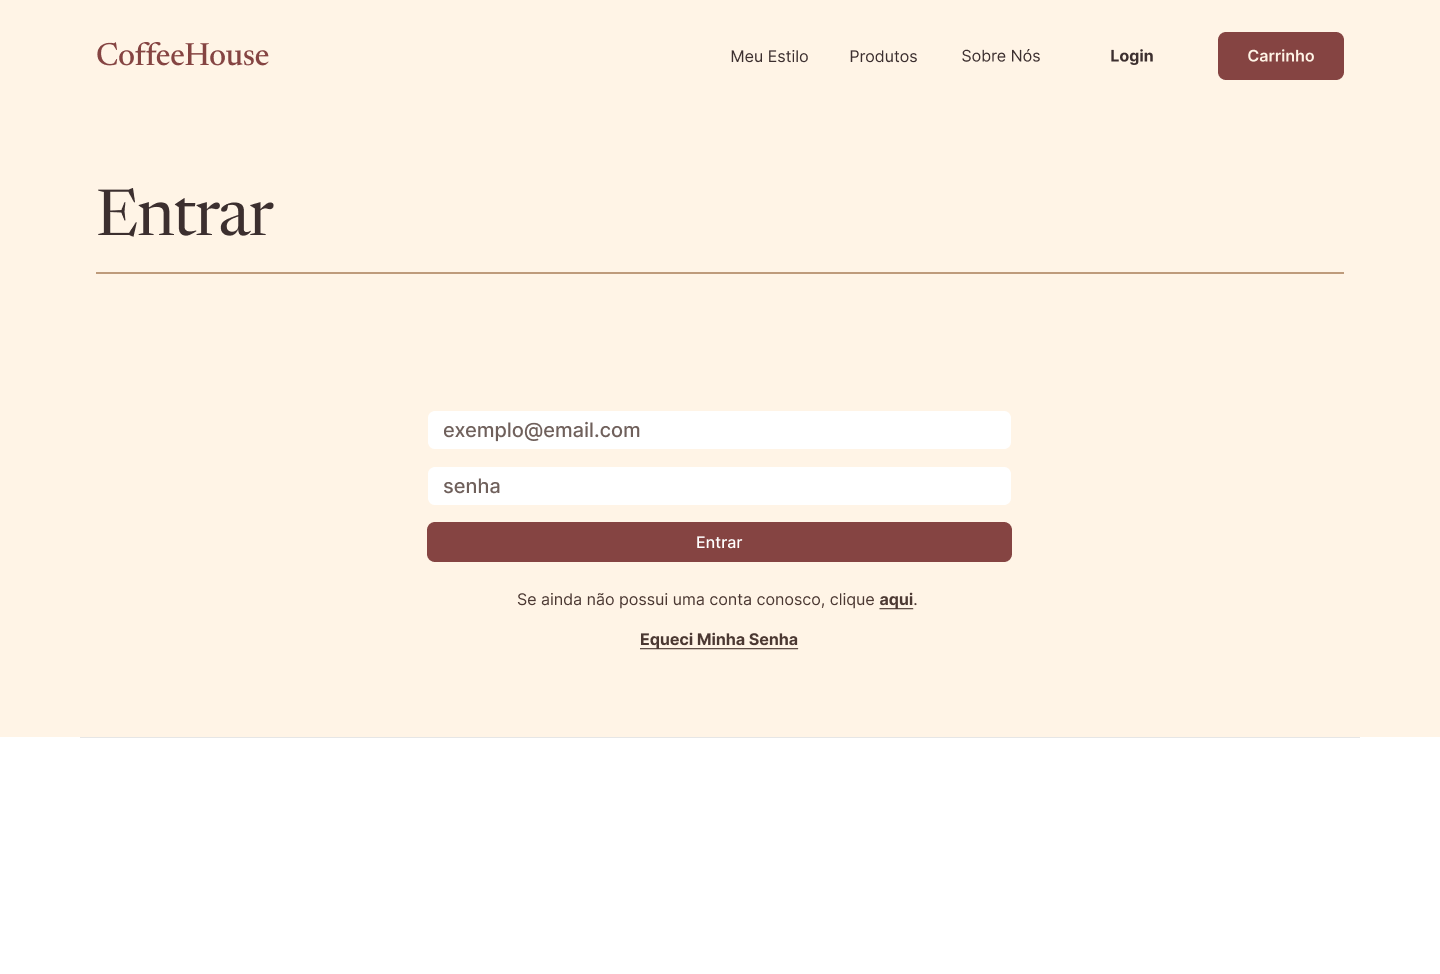 CoffeeHouse Meu Estilo Produtos Sobre Nós Login Carrinho
Entrar
exemplo@email.com
senha
Entrar
Se ainda não possui uma conta conosco, clique aqui.
Equeci Minha Senha